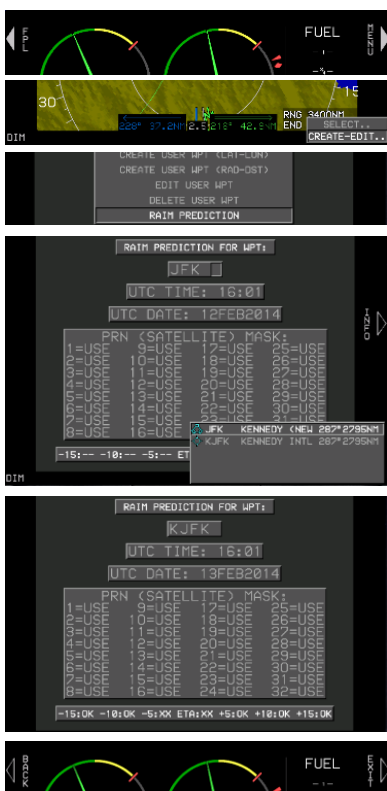 FPL
FUEL
MENU
30
15
228° 97.2NM
2.5
216° 42.5NM
RNG 3400NM
END
SELECT..
DIM
CREATE-EDIT..
CREATE USER WPT (LAT-LON)
CREATE USER WPT (RAD-DST)
EDIT USER WPT
DELETE USER WPT
RAIM PREDICTION
RAIM PREDICTION FOR WPT:
JFK
UTC TIME: 16:01
UTC DATE: 12FEB2014
INFO
PRN (SATELLITE) MASK:
1=USE 9=USE 17=USE 25=USE
2=USE 10=USE 18=USE 26=USE
3=USE 11=USE 19=USE 27=USE
4=USE 12=USE 20=USE 28=USE
5=USE 13=USE 21=USE 29=USE
6=USE 14=USE 22=USE 30=USE
7=USE 15=USE
8=USE 16=USE
JFK KENNEDY (NEW 287°2795NM
KJFK KENNEDY INTL 287°2795NM
-15:-- -10:-- -5:-- ET
DIM
RAIM PREDICTION FOR WPT:
KJFK
UTC TIME: 16:01
UTC DATE: 13FEB2014
PRN (SATELLITE) MASK:
1=USE 9=USE 17=USE 25=USE
2=USE 10=USE 18=USE 26=USE
3=USE 11=USE 19=USE 27=USE
4=USE 12=USE 20=USE 28=USE
5=USE 13=USE 21=USE 29=USE
6=USE 14=USE 22=USE 30=USE
7=USE 15=USE 23=USE 31=USE
8=USE 16=USE 24=USE 32=USE
-15:OK -10:OK -5:XX ETA:XX +5:OK +10:OK +15:OK
BACK
FUEL
EXIT